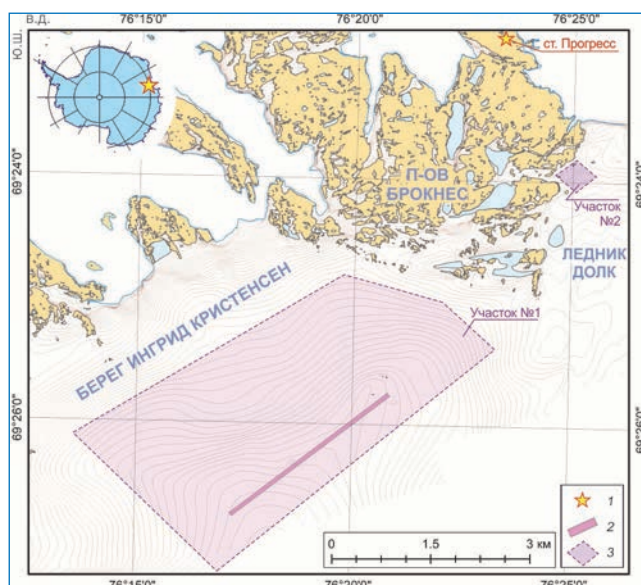 В.Д.
76°15'0"
76°20'0"
76°25'0"
Ю.Ш.
ст. Прогресс
69°24'0"
69°24'0"
П-ОВ
БРОКНЕС
Участок
№2
ЛЕДНИК
ДОЛК
БЕРЕГ ИНГРИД КРИСТЕНСЕН
Участок №1
69°26'0"
69°26'0"
1
2
3
0 1.5 3 км
76°15'0"
76°20'0"
76°25'0"